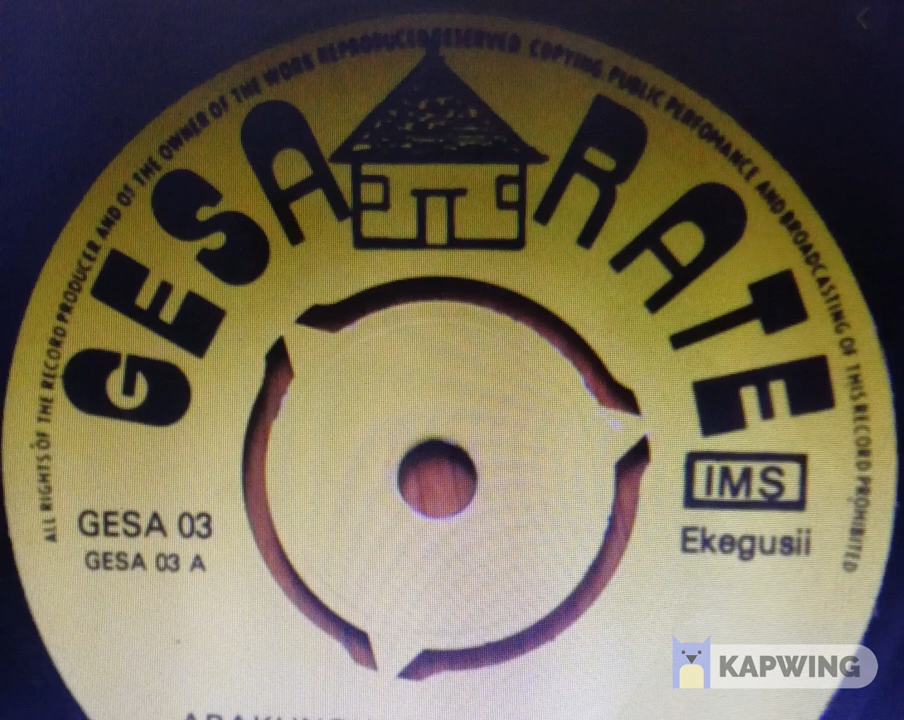 ALL RIGHTS OF THE RECORD PRODUCER AND OF THE OWNER OF THE WORK REPRODUCED RESERVED COPYING PUBLIC PERFOMANCE AND BROADCASTING OF THIS RECORD PROHIBITED
GESA RATE
IMS
GESA 03
Ekegusii
GESA 03 A
KAPWING